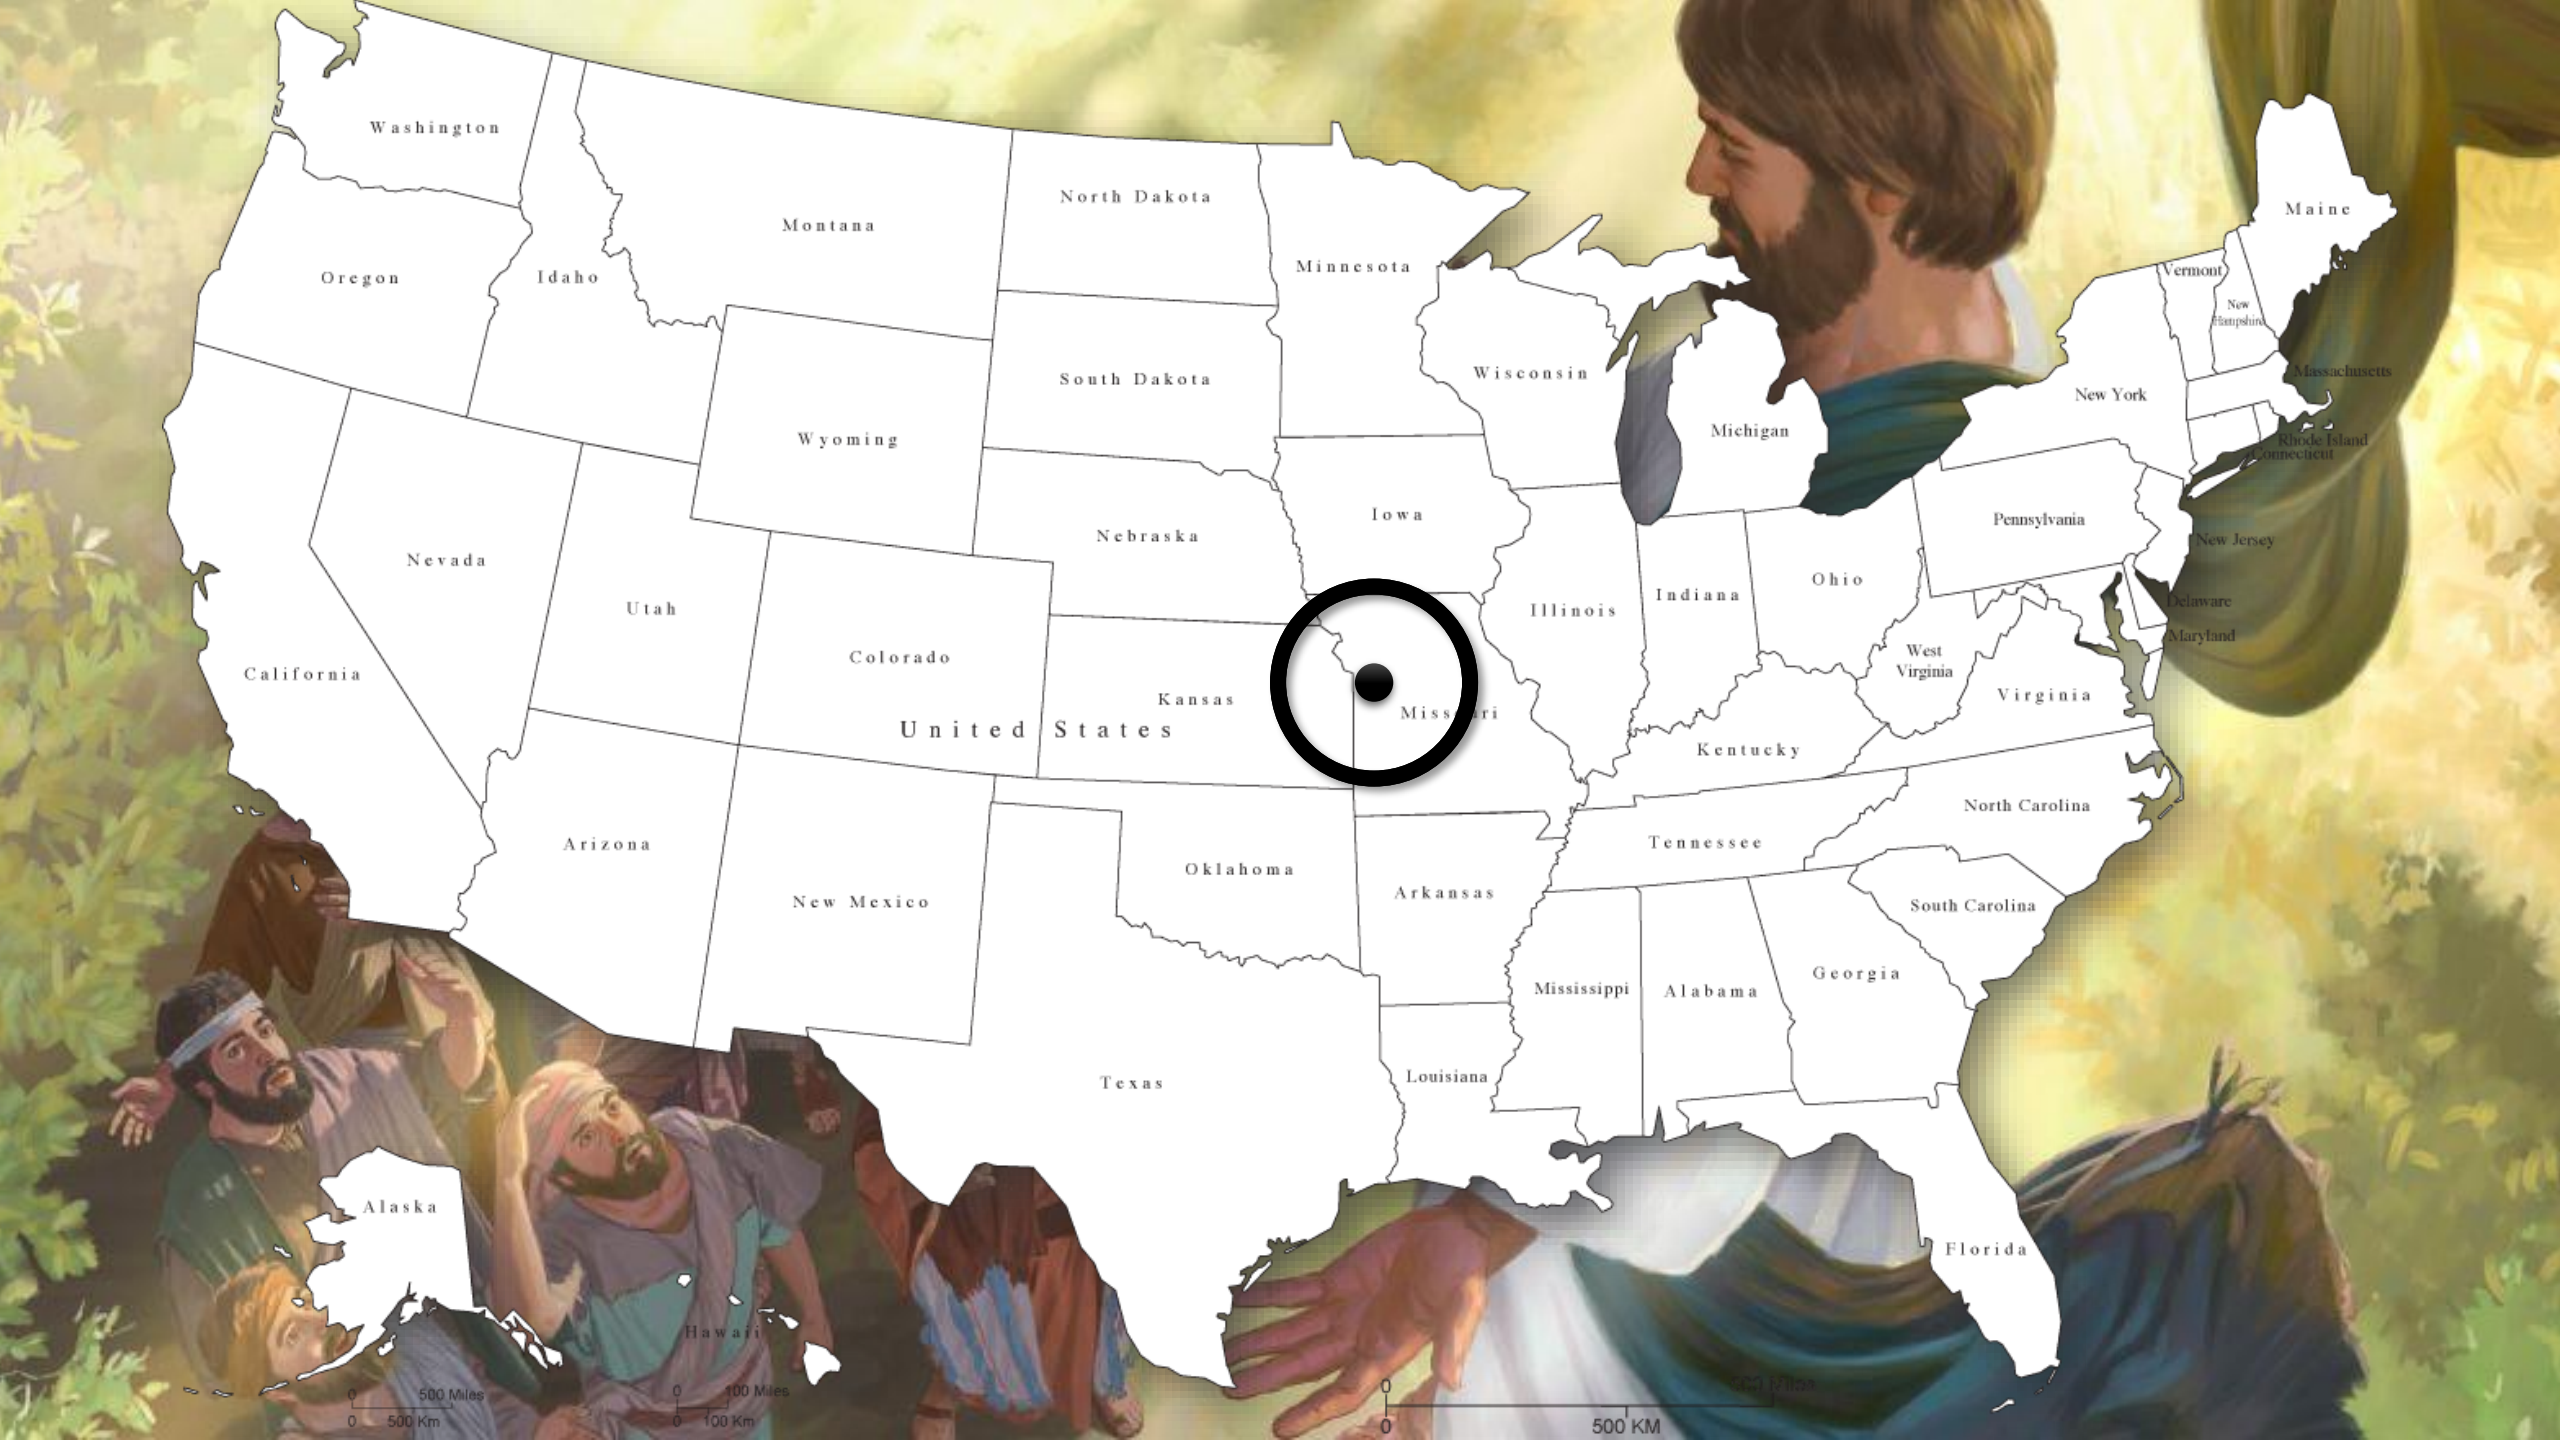 Washington
Montana
North Dakota
Minnesota
Maine
Oregon
Idaho
Vermont
New
Hampshire
South Dakota
Wisconsin
Massachusetts
New York
Michigan
Wyoming
Rhode Island
Connecticut
Iowa
Pennsylvania
Nebraska
New Jersey
Nevada
Ohio
Indiana
Utah
Illinois
Delaware
Maryland
California
Colorado
West
Virginia
Kansas
Virginia
Missouri
United States
Kentucky
North Carolina
Arizona
Tennessee
Oklahoma
Arkansas
New Mexico
South Carolina
Georgia
Mississippi
Alabama
Texas
Louisiana
Alaska
Florida
Hawaii
0 500 Miles
0 500 Km
0 100 Miles
0 100 Km
0
0 500 KM